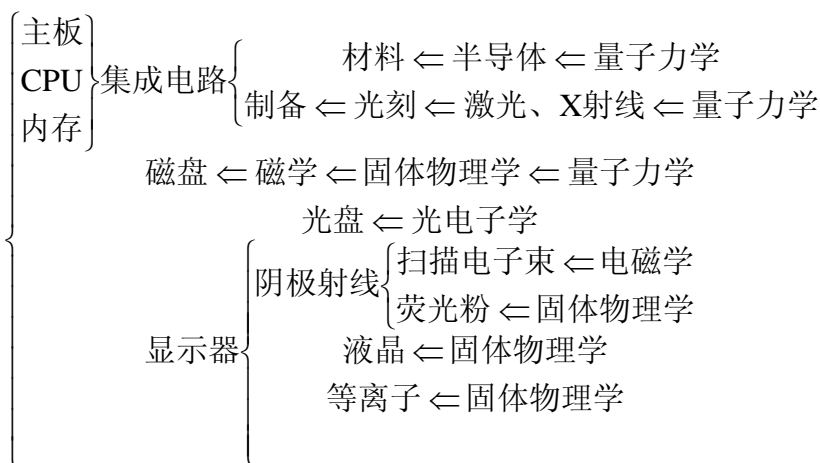 主板
CPU
内存
集成电路
材料 ⇐ 半导体 ⇐ 量子力学
制备 ⇐ 光刻 ⇐ 激光、X射线 ⇐ 量子力学
磁盘 ⇐ 磁学 ⇐ 固体物理学 ⇐ 量子力学
光盘 ⇐ 光电子学
显示器
阴极射线
扫描电子束 ⇐ 电磁学
荧光粉 ⇐ 固体物理学
液晶 ⇐ 固体物理学
等离子 ⇐ 固体物理学